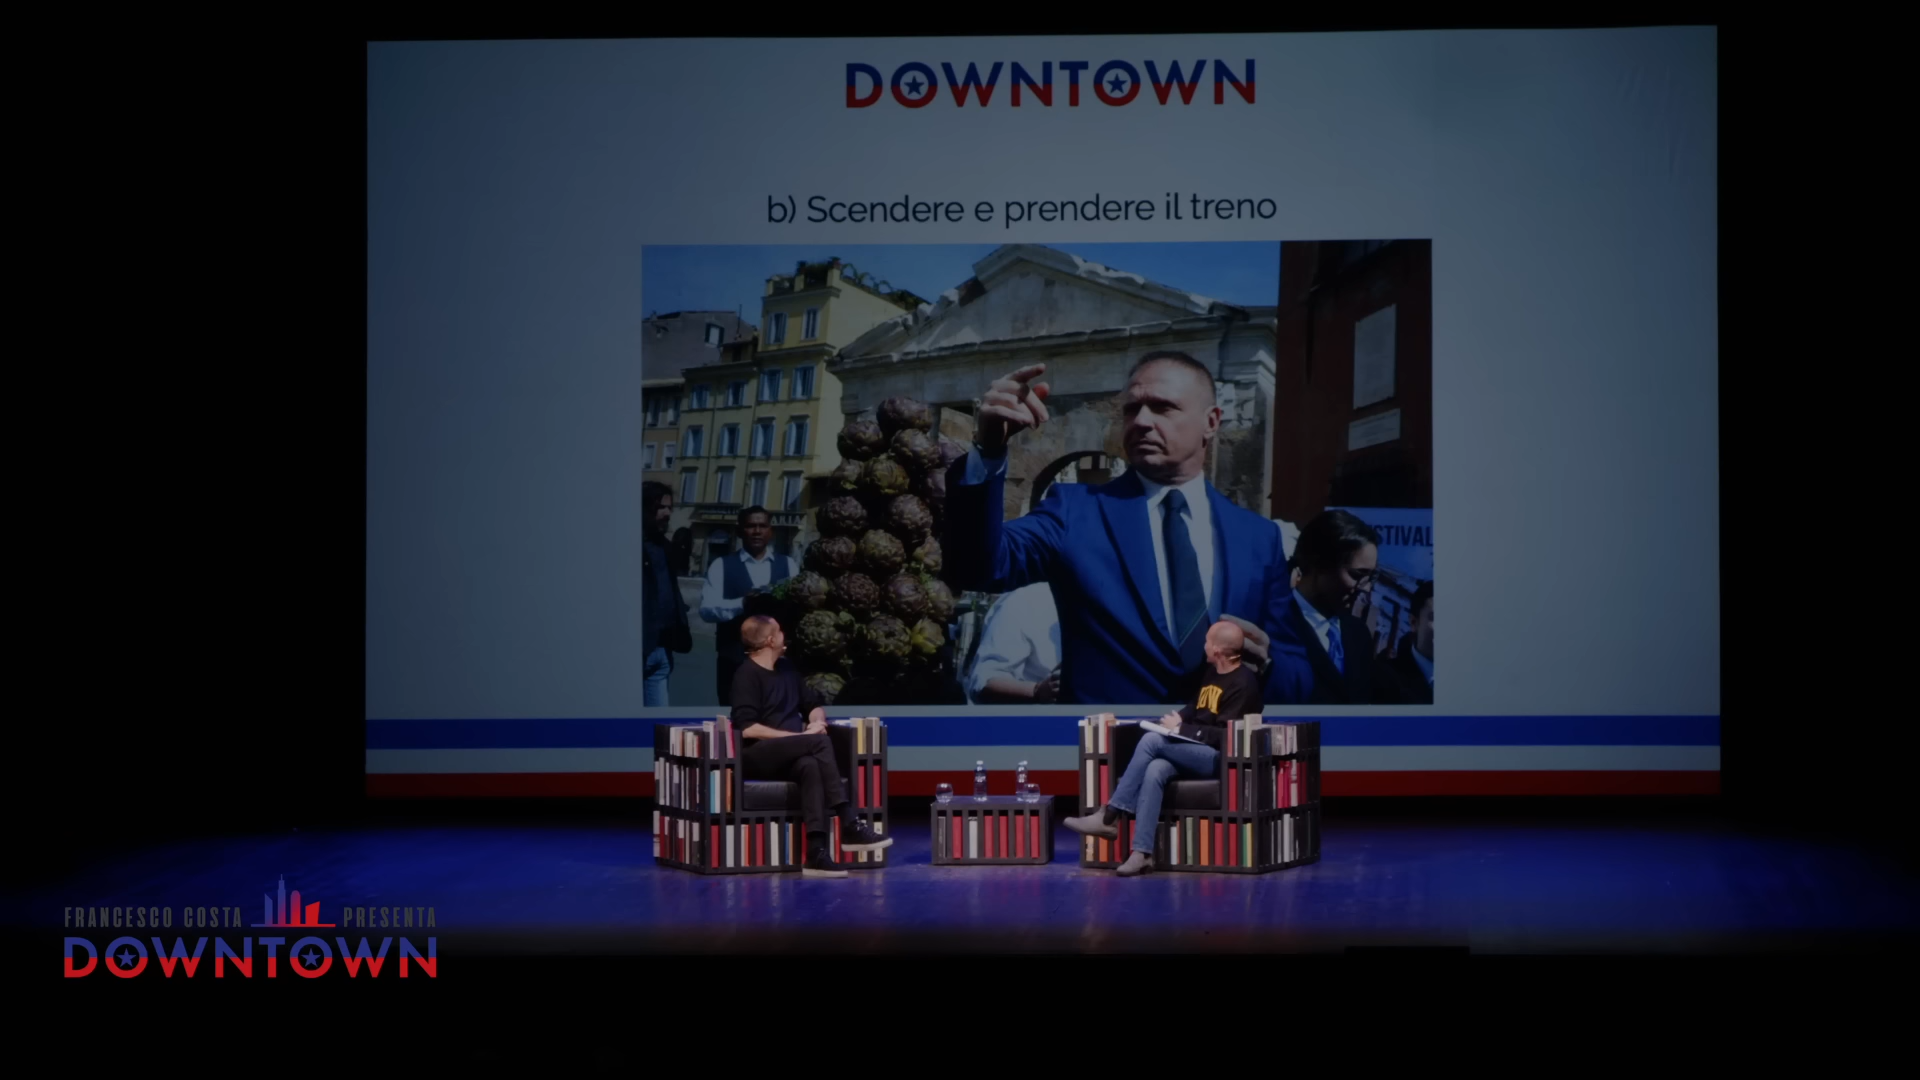 DOWNTOWN
b) Scendere e prendere il treno
STIVAL
FRANCESCO COSTA PRESENTA
DOWNTOWN